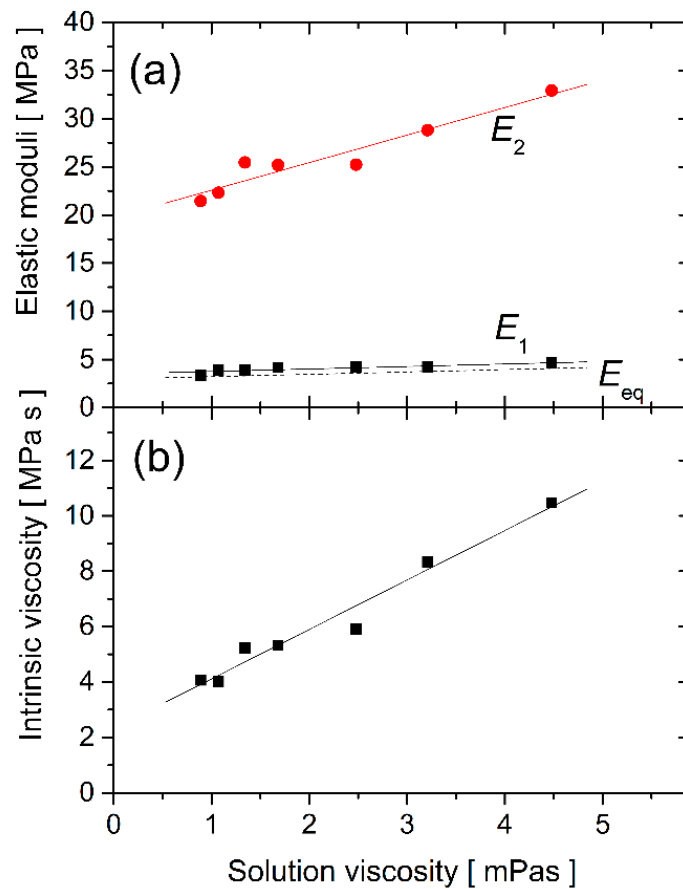 40
(a)
35
30
E2
25
20
15
10
E1
5
Eeq
0
Elastic moduli [ MPa ]
12
(b)
10
8
6
4
2
0
Intrinsic viscosity [ MPa s ]
0 1 2 3 4 5
Solution viscosity [ mPas ]